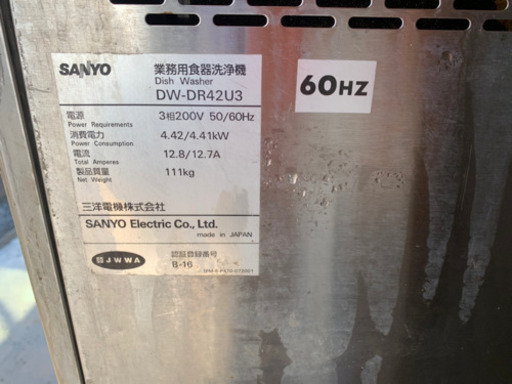 SANYO 業務用食器洗浄機
Dish Washer
DW-DR42U3
60HZ
電源 3相200V 50/60Hz
Power Requirements
消費電力 4.42/4.41kW
Power Consumption
電流 12.8/12.7A
Total Amperes
製品質量 111kg
Net Weight
三洋電機株式会社
SANYO Electric Co., Ltd.
made in JAPAN
JWWA 認証登録番号
B-16